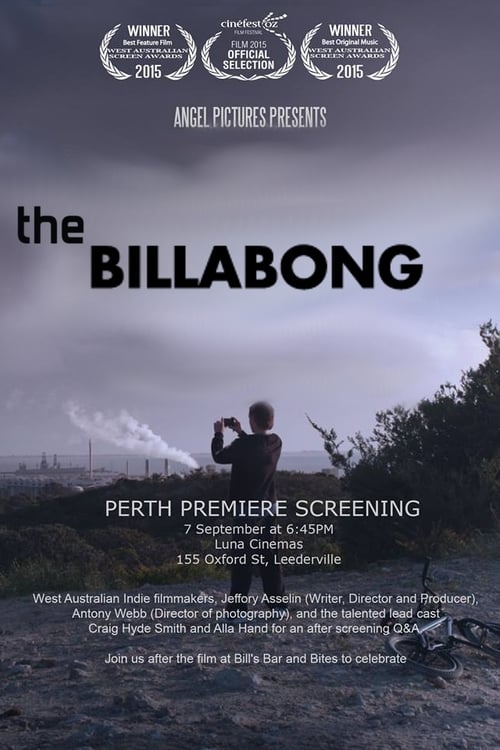 WINNER
Best Feature Film
WEST AUSTRALIAN
SCREEN AWARDS
2015
cinéfestOZ
FILM FESTIVAL
FILM 2015
OFFICIAL
SELECTION
WINNER
Best Original Music
WEST AUSTRALIAN
SCREEN AWARDS
2015
ANGEL PICTURES PRESENTS
the
BILLABONG
PERTH PREMIERE SCREENING
7 September at 6:45PM
Luna Cinemas
155 Oxford St, Leederville
West Australian Indie filmmakers, Jeffory Asselin (Writer, Director and Producer),
Antony Webb (Director of photography), and the talented lead cast
Craig Hyde Smith and Alla Hand for an after screening Q&A
Join us after the film at Bill's Bar and Bites to celebrate